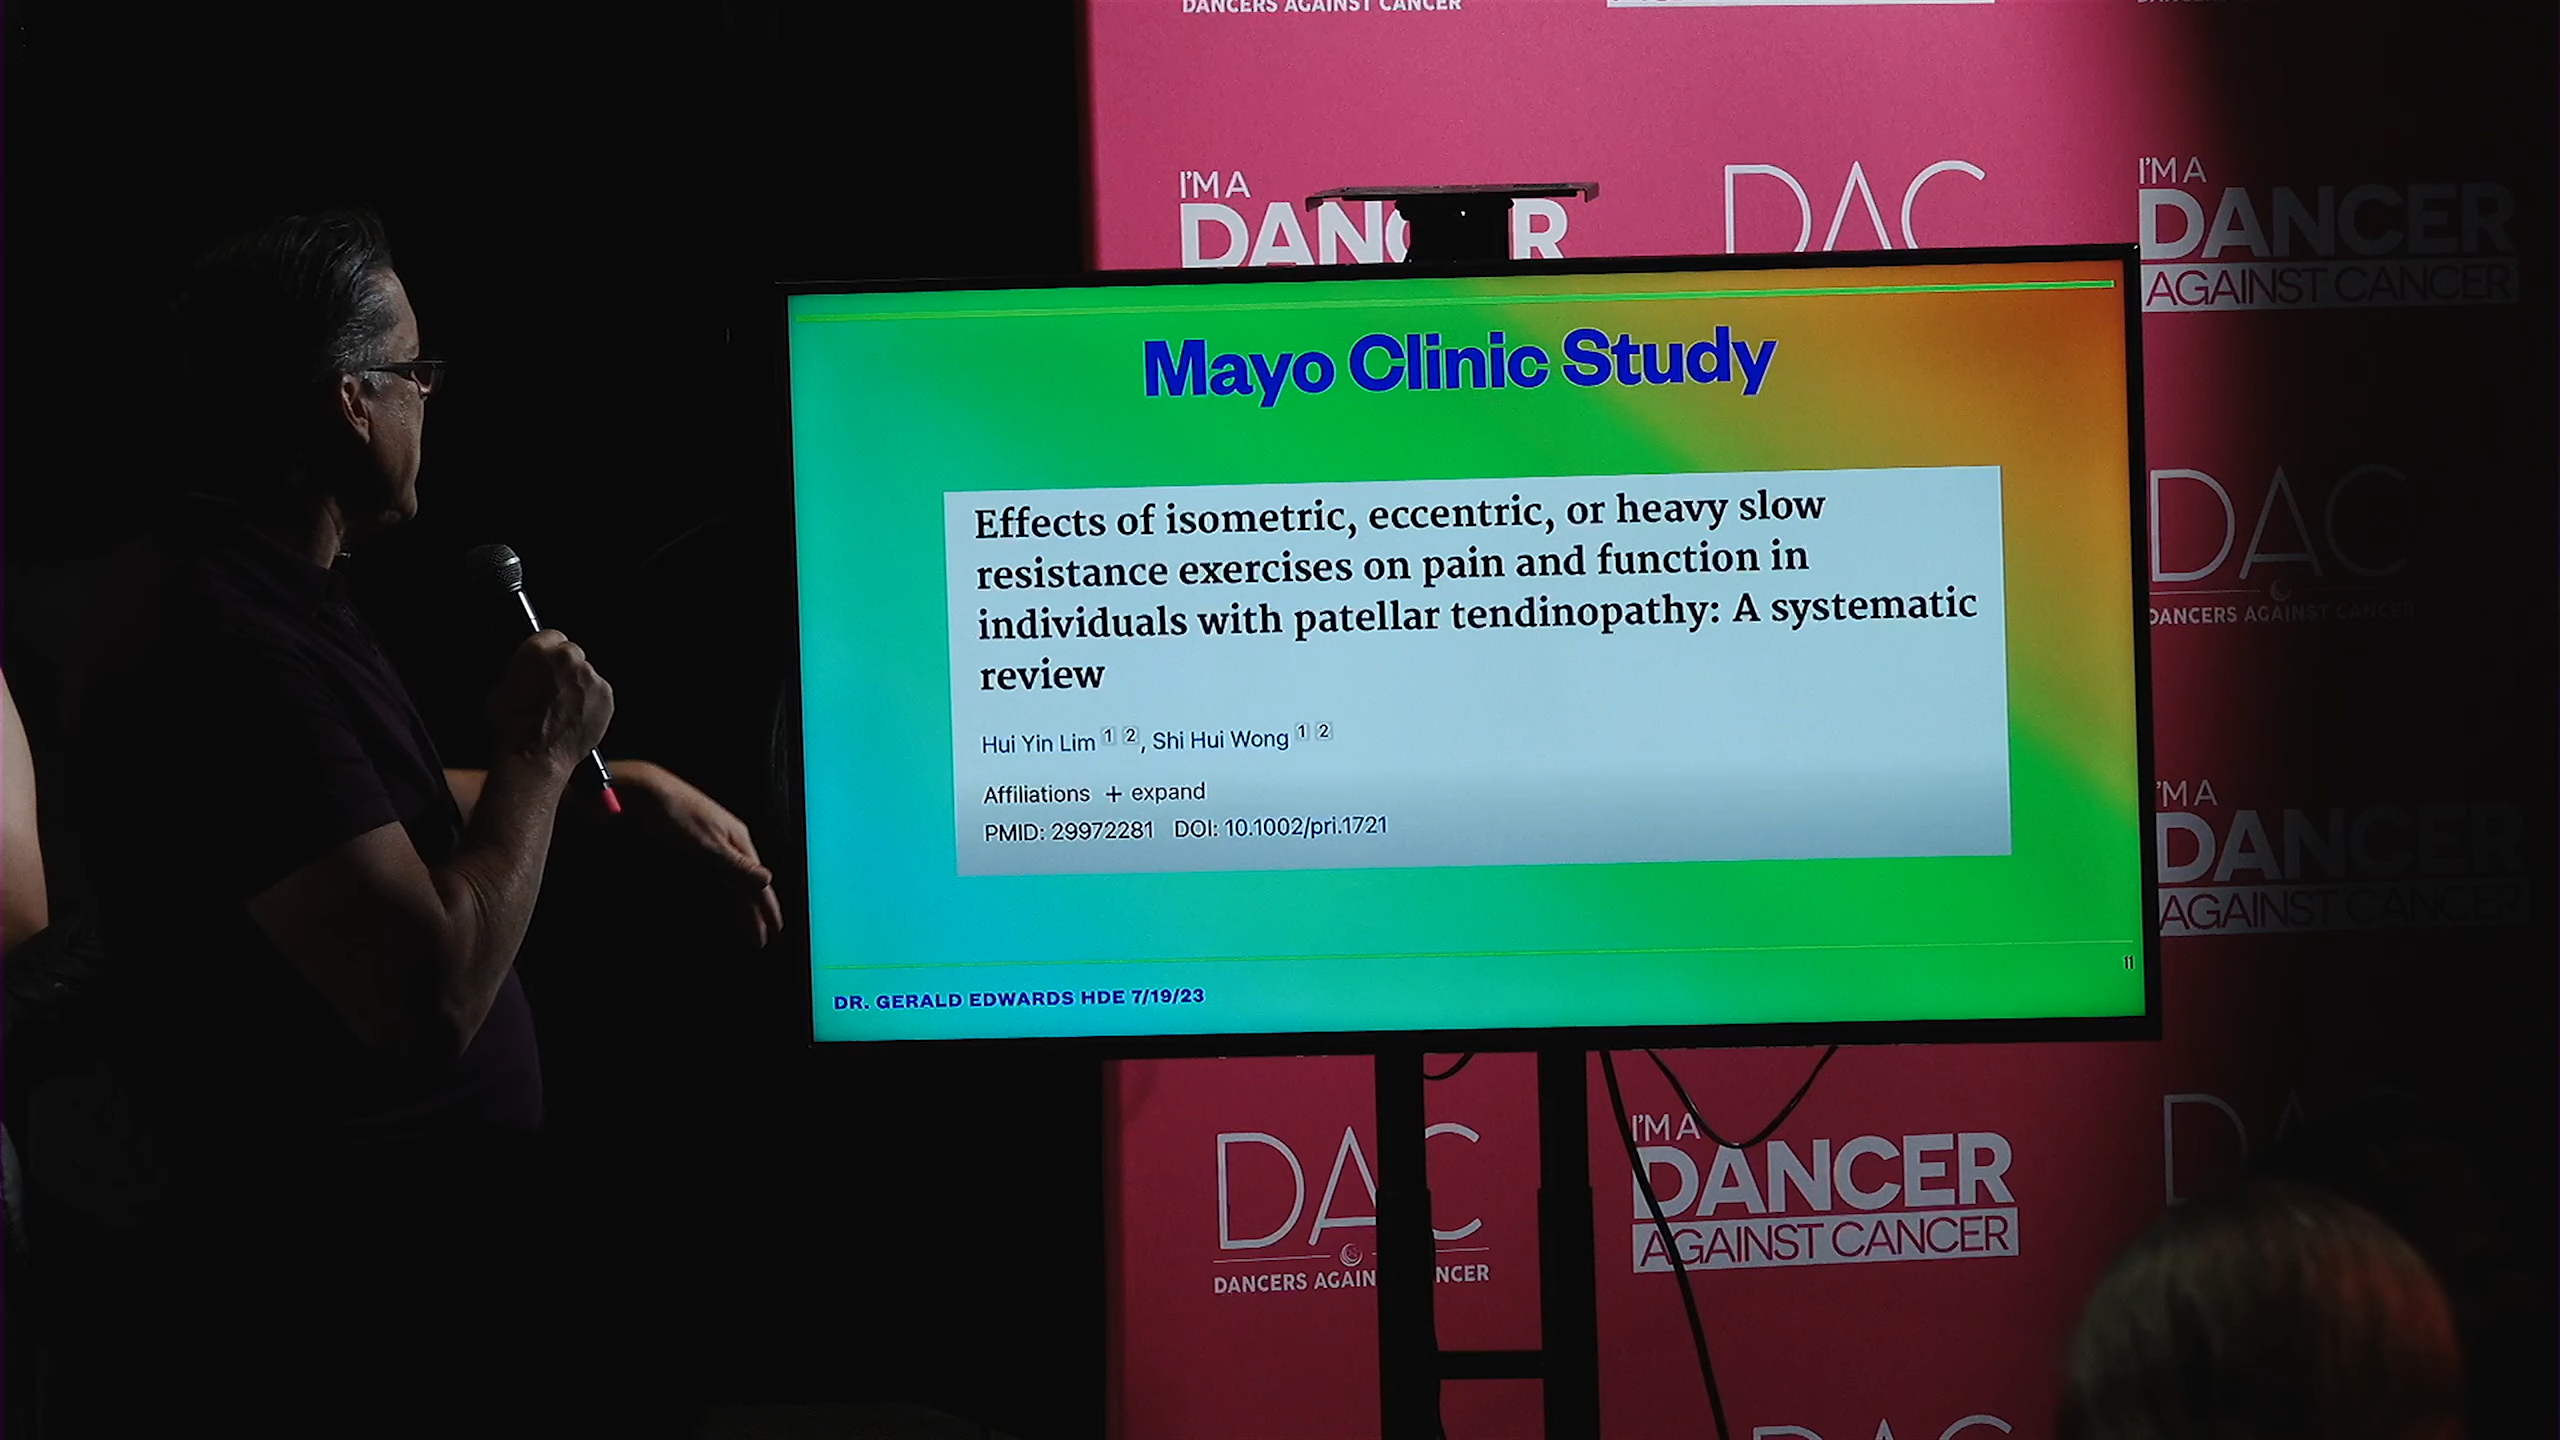 DANCERS AGAINST CANCER
I'M A
DAC
I'M A
DANCER
AGAINST CANCER
Mayo Clinic Study
Effects of isometric, eccentric, or heavy slow
resistance exercises on pain and function in
individuals with patellar tendinopathy: A systematic
review
Hui Yin Lim 1 2, Shi Hui Wong 1 2
Affiliations + expand
PMID: 29972281 DOI: 10.1002/pri.1721
11
DR. GERALD EDWARDS HDE 7/19/23
DAC
DANCERS AGAINST CANCER
'M A
DANCER
AGAINST CANCER
DAC
DANCERS AGAIN NCER
I'M A
DANCER
AGAINST CANCER